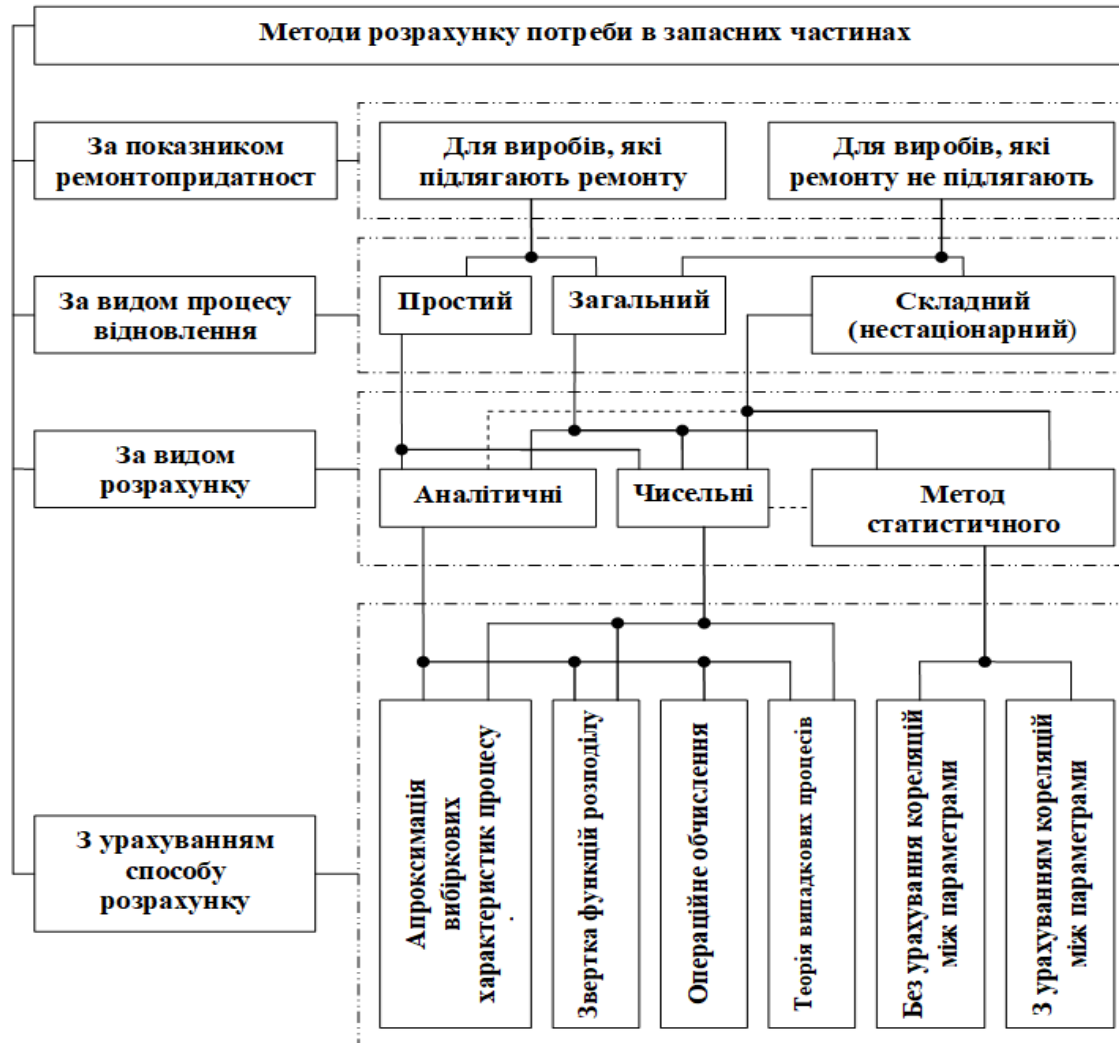 Методи розрахунку потреби в запасних частинах
За показником
ремонтопридатност
Для виробів, які
підлягають ремонту
Для виробів, які
ремонту не підлягають
За видом процесу
відновлення
Простий
Загальний
Складний
(нестаціонарний)
За видом
розрахунку
Аналітичні
Чисельні
Метод
статистичного
З урахуванням
способу
розрахунку
Апроксимація
вибіркових
характеристик процесу
.
Звертка функцій розподілу
Операційне обчислення
Теорія випадкових процесів
Без урахування кореляцій
між параметрами
З урахуванням кореляцій
між параметрами